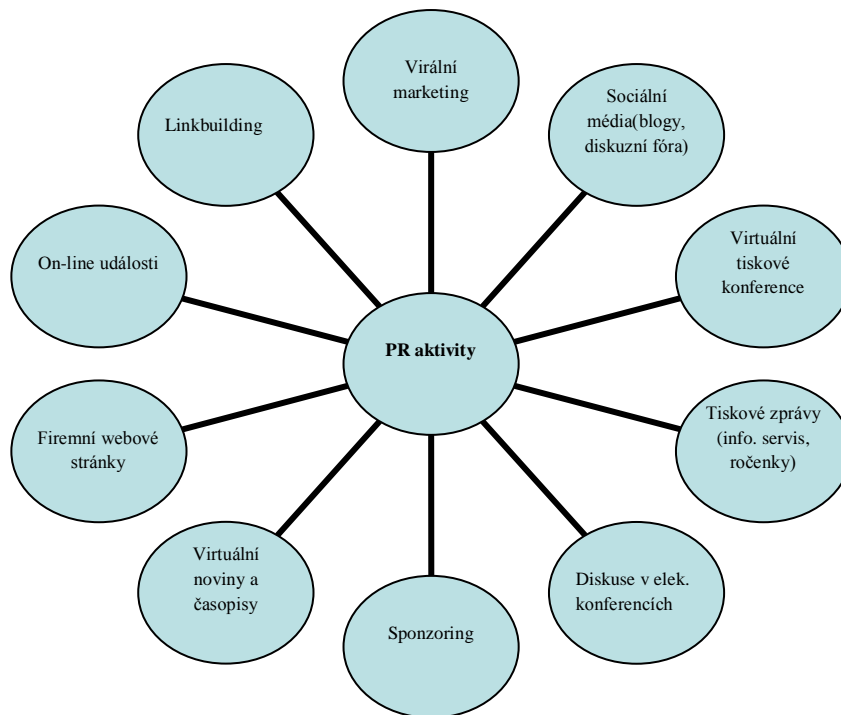 Virální
marketing
Sociální
média(blogy,
diskuzní fóra)
Linkbuilding
Virtuální
tiskové
konference
On-line události
PR aktivity
Tiskové zprávy
(info. servis,
ročenky)
Firemní webové
stránky
Virtuální
noviny a
časopisy
Diskuse v elek.
konferencích
Sponzoring